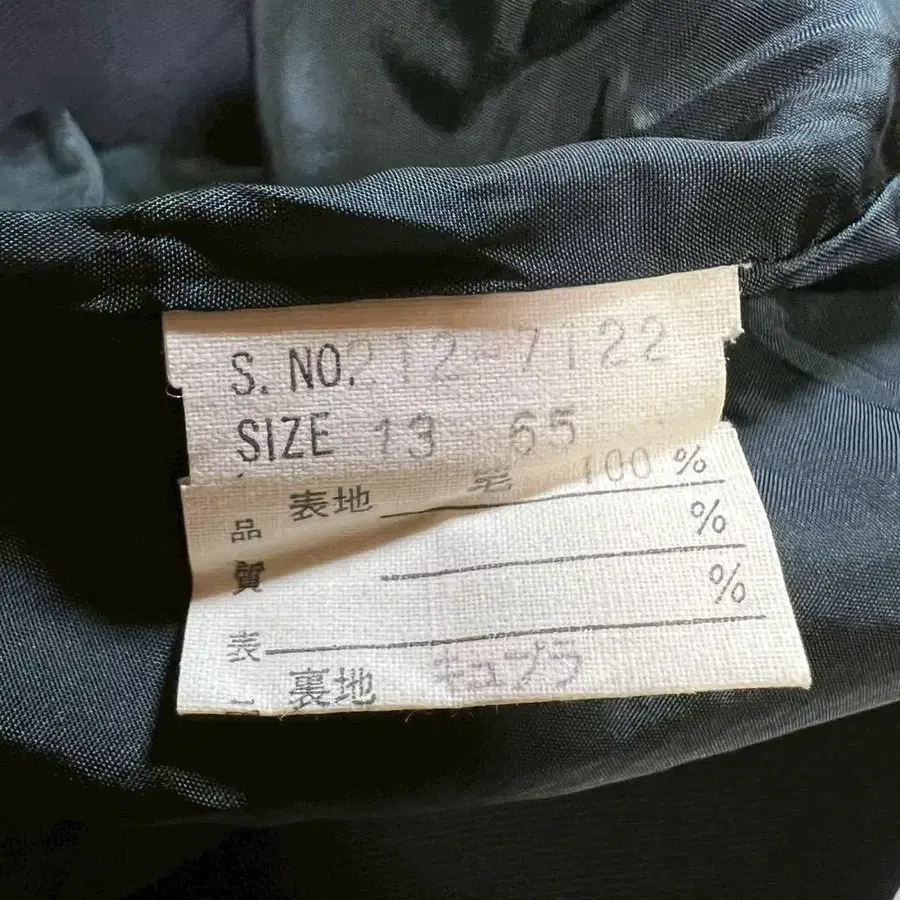 S. NO. 212-7122
SIZE 13 65
表地 毛 100 %
%
%
裏地 キュプラ
品質表